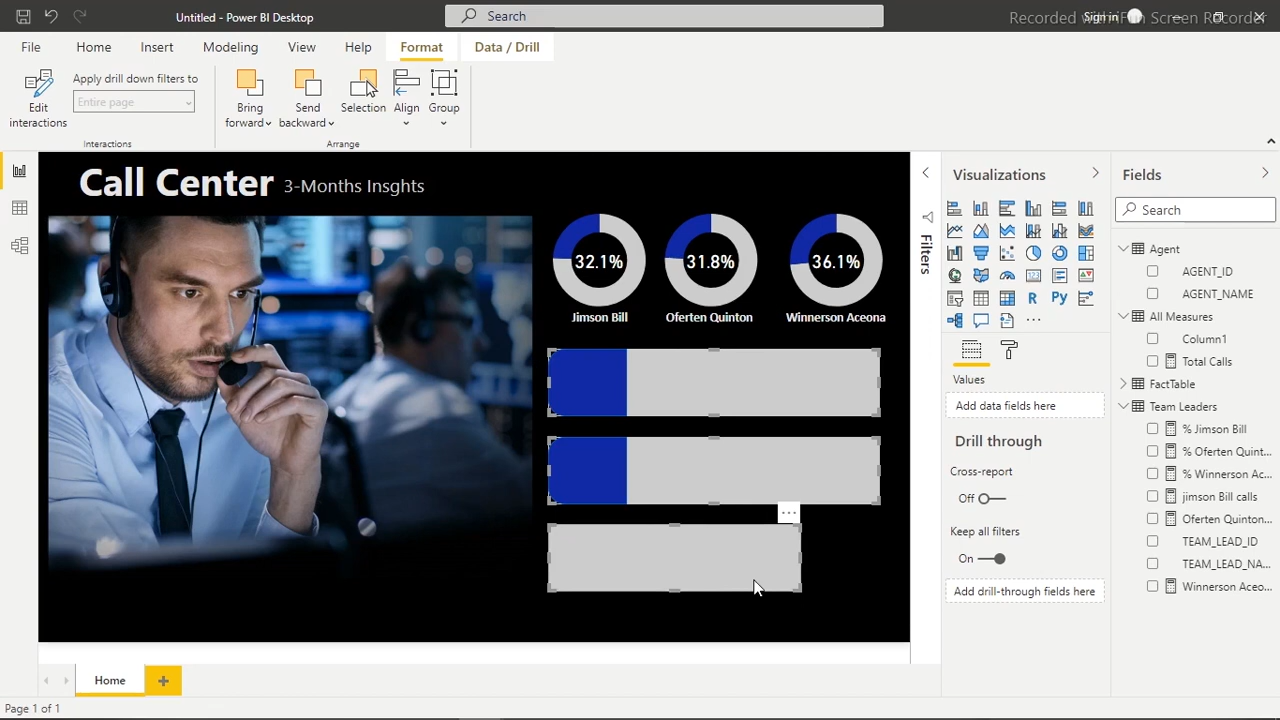 Untitled - Power BI Desktop
Search
Sign in
Recorded with iFun Screen Recorder
File
Home
Insert
Modeling
View
Help
Format
Data / Drill
Edit
interactions
Apply drill down filters to
Entire page
Interactions
Bring
forward
Send
backward
Selection
Align
Group
Arrange
Call Center 3-Months Insghts
32.1%
31.8%
36.1%
Jimson Bill
Oferten Quinton
Winnerson Aceona
Filters
Visualizations
R
Py
Values
Add data fields here
Drill through
Cross-report
Off
Keep all filters
On
Add drill-through fields here
Fields
Search
Agent
AGENT_ID
AGENT_NAME
All Measures
Column1
Total Calls
FactTable
Team Leaders
% Jimson Bill
% Oferten Quint...
% Winnerson Ac...
jimson Bill calls
Oferten Quinton...
TEAM_LEAD_ID
TEAM_LEAD_NA...
Winnerson Aceo...
Home
Page 1 of 1